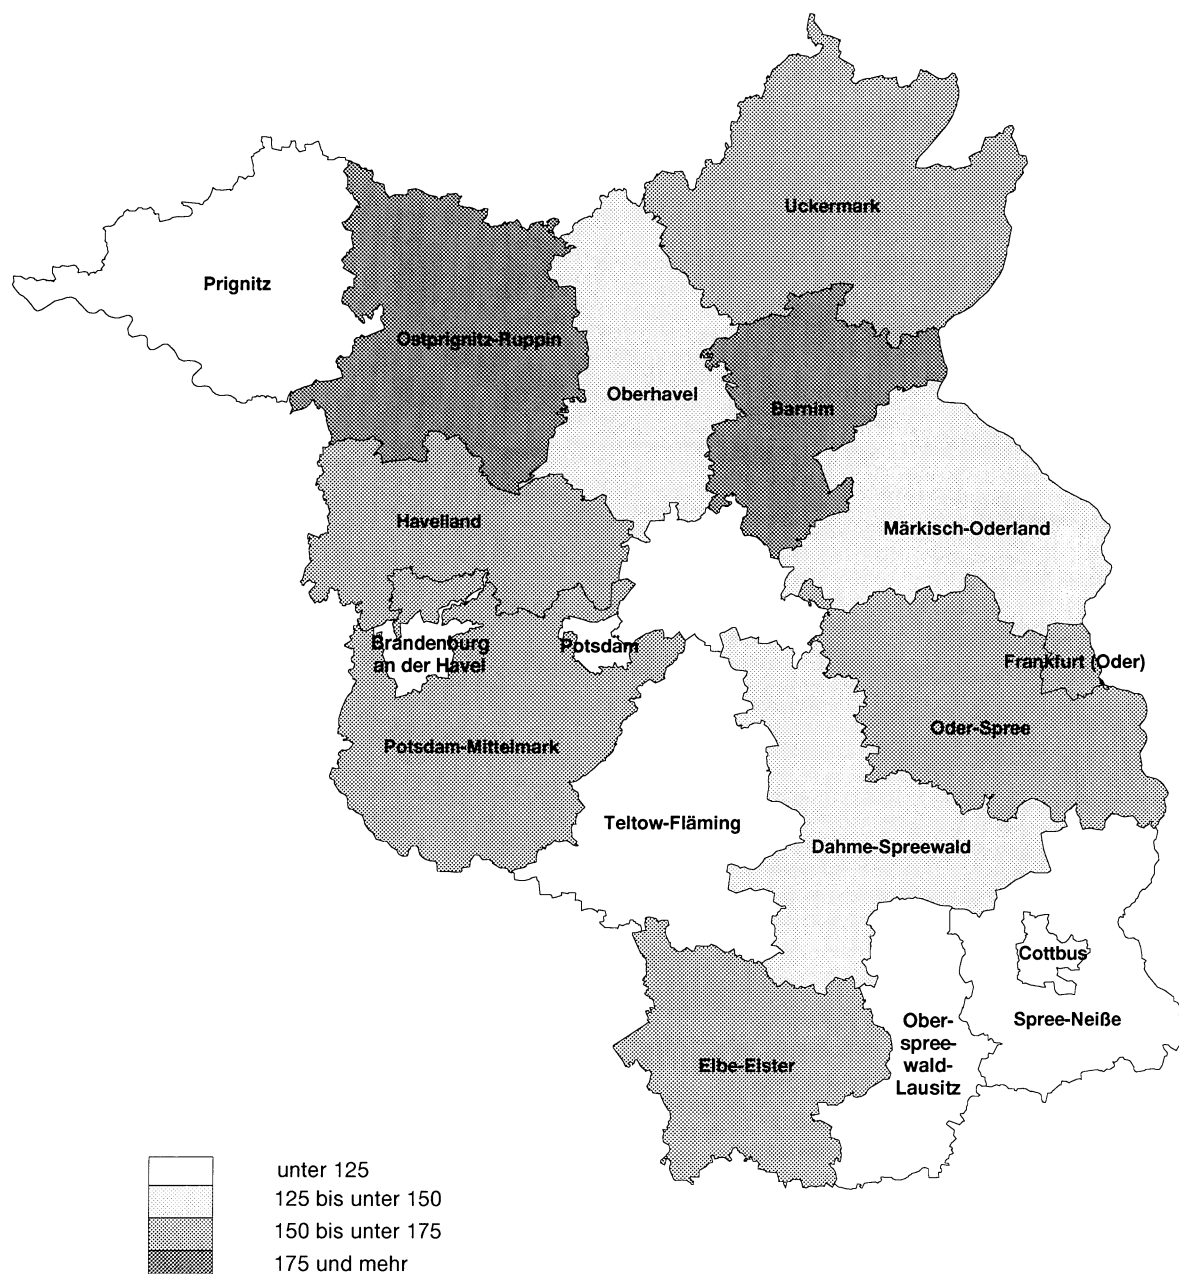 Uckermark
Prignitz
Ostprignitz-Ruppin
Oberhavel
Barnim
Havelland
Märkisch-Oderland
Brandenburg
an der Havel
Potsdam
Frankfurt (Oder)
Potsdam-Mittelmark
Oder-Spree
Teltow-Fläming
Dahme-Spreewald
Cottbus
Ober-
spree-
wald-
Lausitz
Spree-Neiße
Elbe-Elster
unter 125
125 bis unter 150
150 bis unter 175
175 und mehr